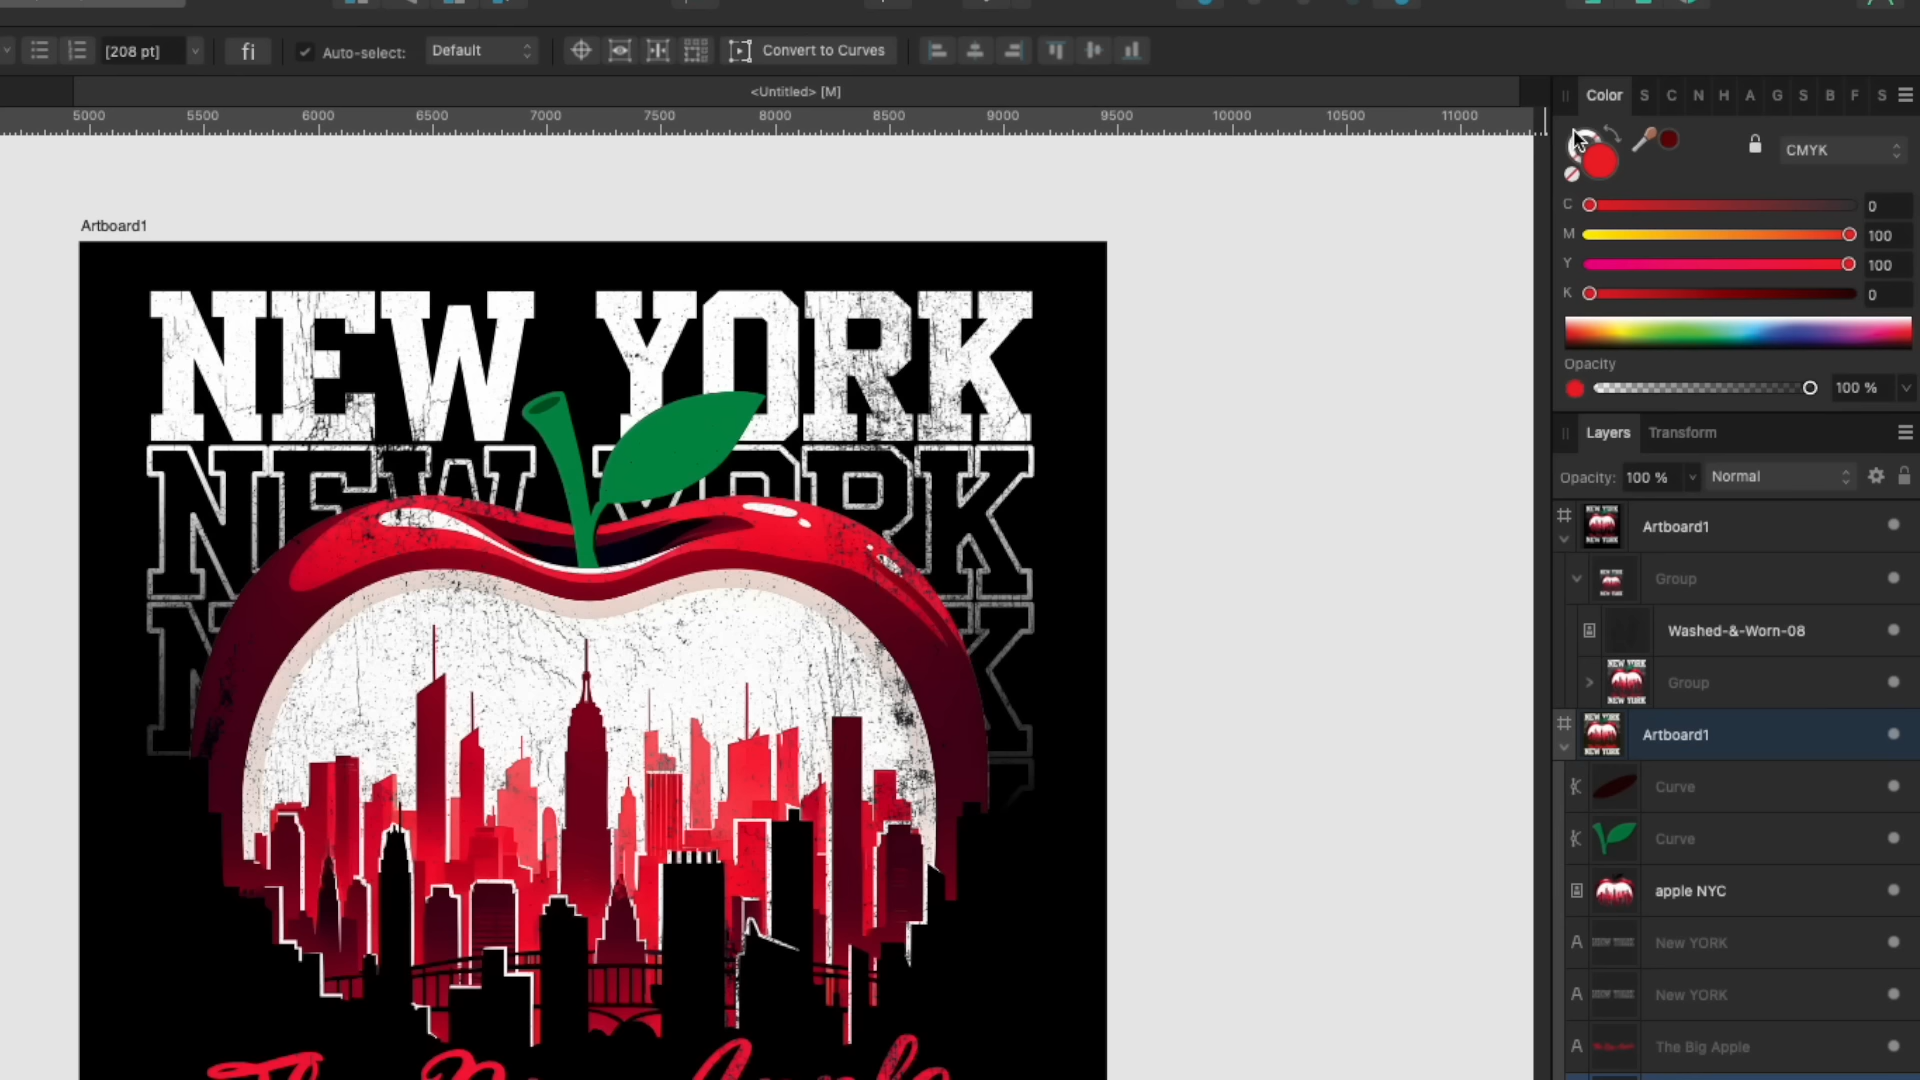 [208 pt]
fi
Auto-select:
Default
Convert to Curves
<Untitled> [M]
5000 5500 6000 6500 7000 7500 8000 8500 9000 9500 10000 10500 11000
Color S C N H A G S B F S
CMYK
C 0
M 100
Y 100
K 0
Opacity
100 %
Layers Transform
Opacity: 100 % Normal
Artboard1
Group
Washed-&-Worn-08
Group
Artboard1
Curve
Curve
apple NYC
A New YORK
A New YORK
A The Big Apple
Artboard1
NEW YORK
NEW YORK